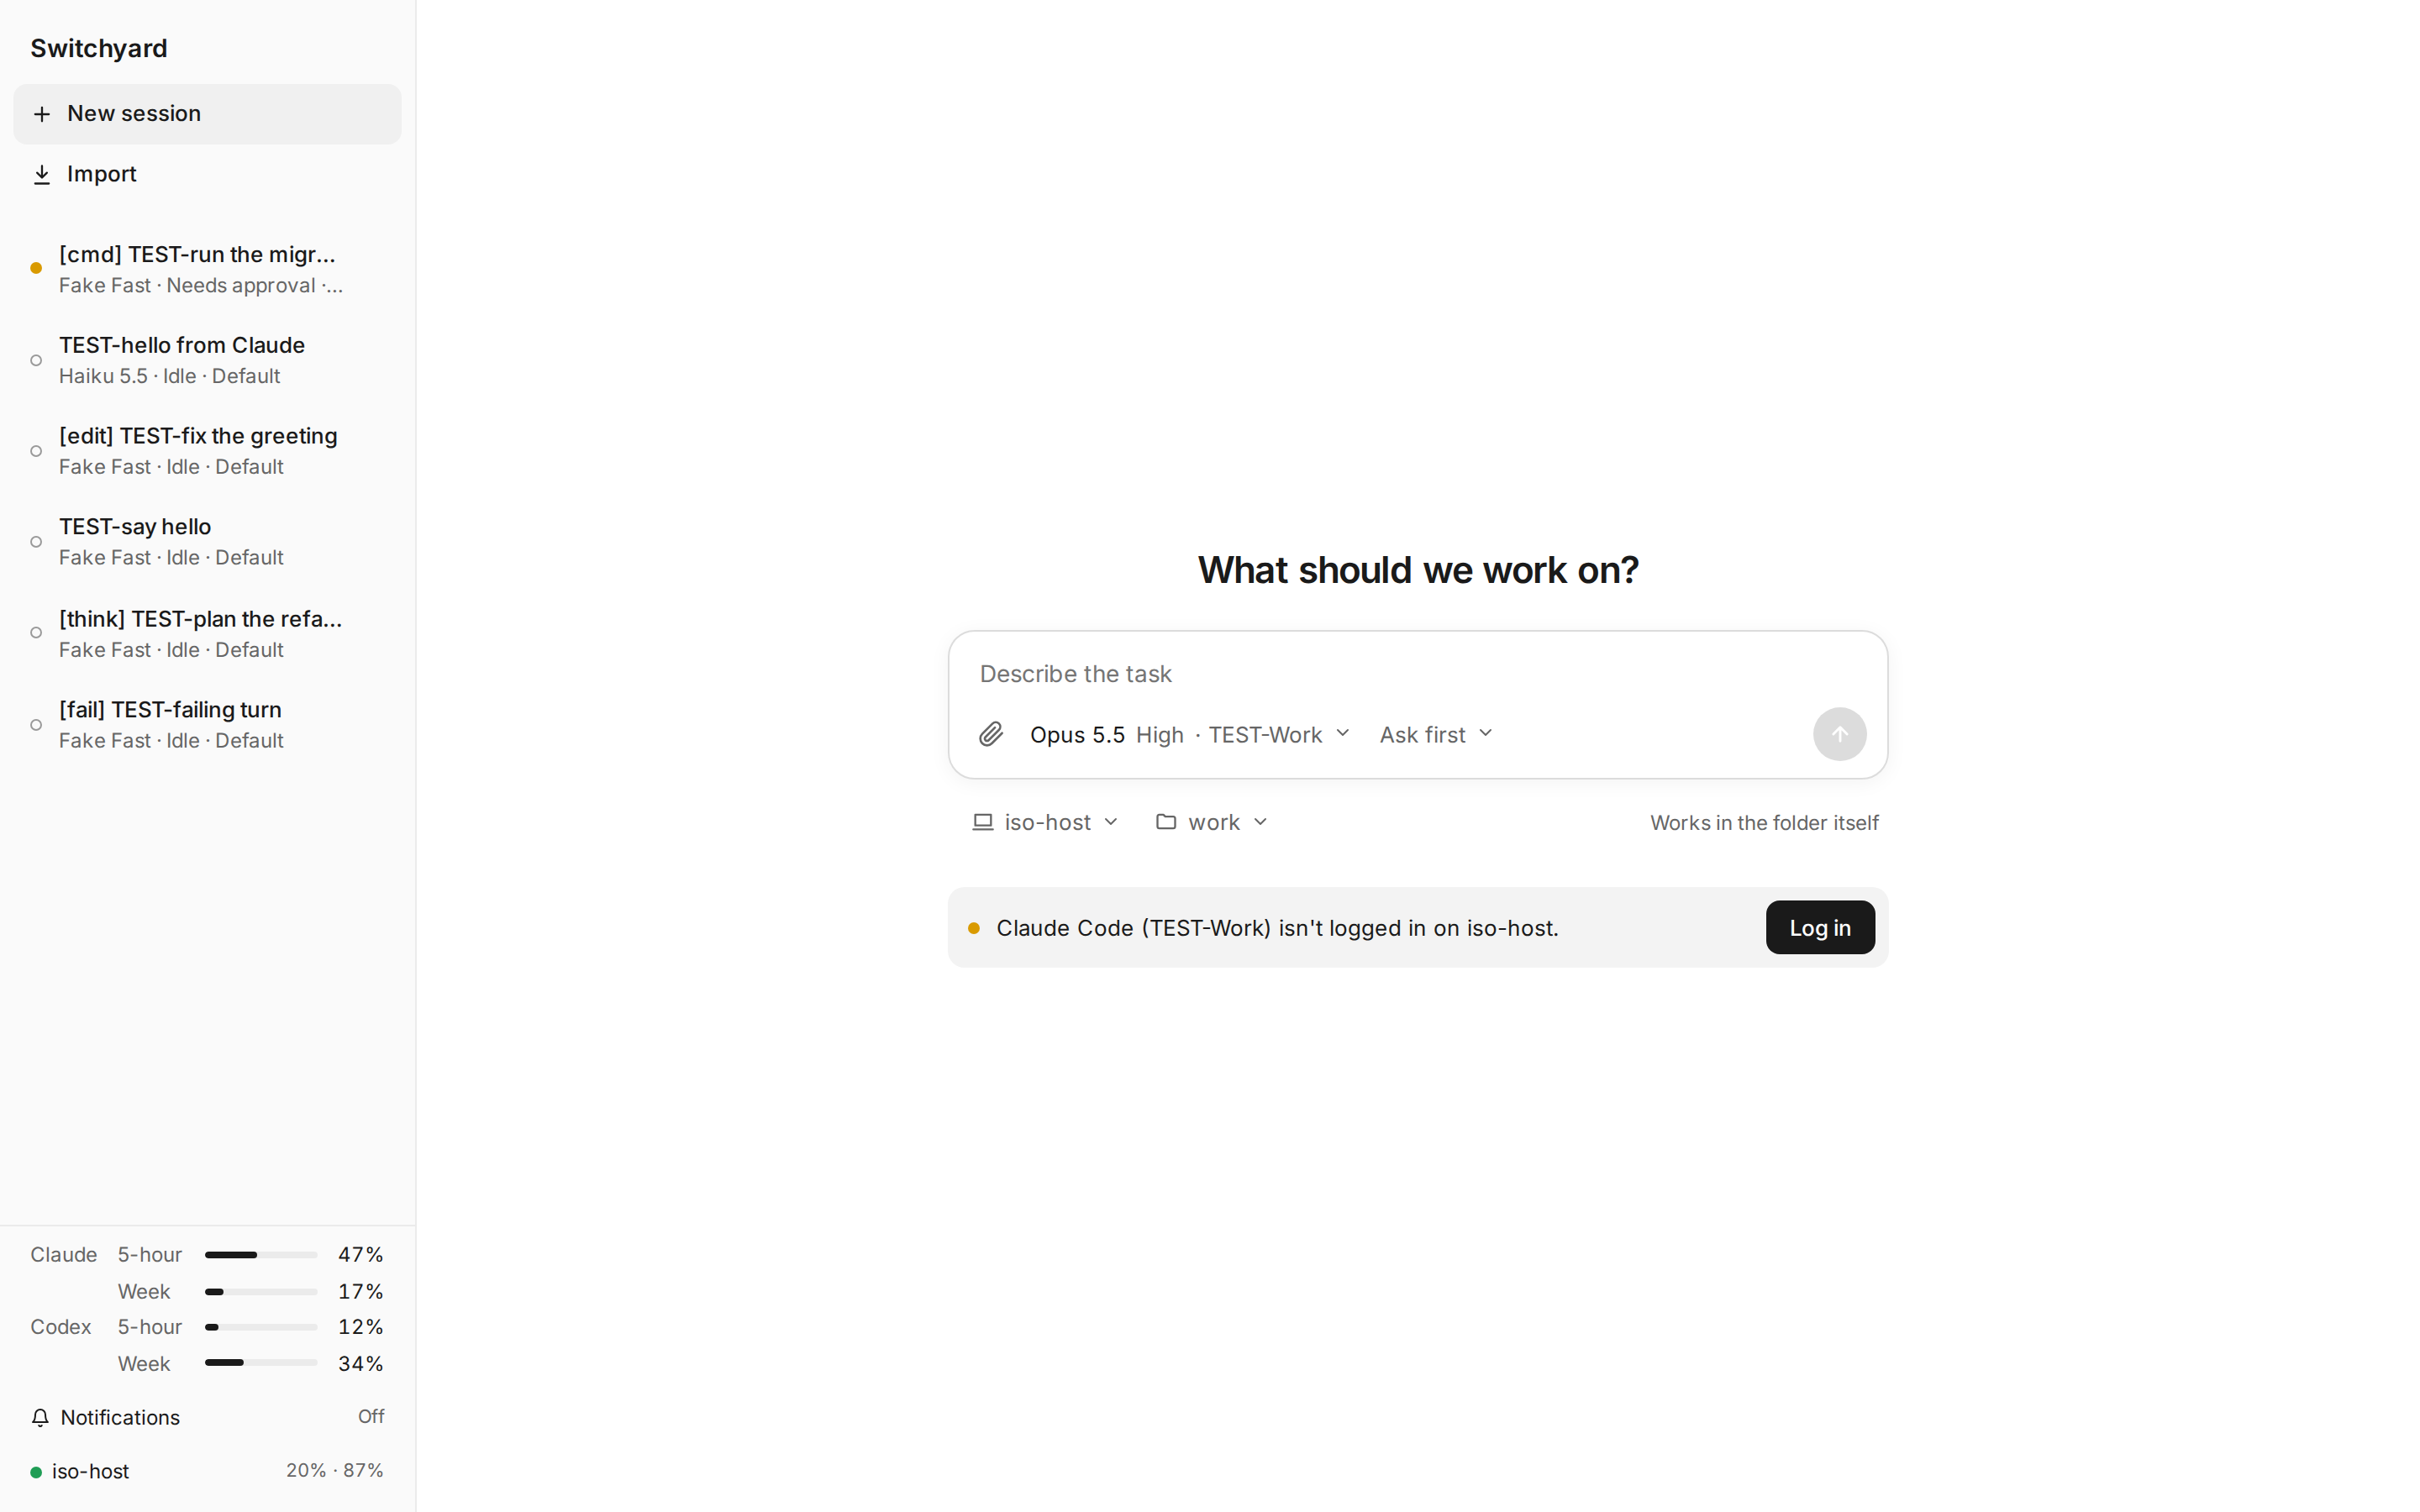 Switchyard
New session
Import
[cmd] TEST-run the migr...
Fake Fast · Needs approval ·...
TEST-hello from Claude
Haiku 5.5 · Idle · Default
[edit] TEST-fix the greeting
Fake Fast · Idle · Default
TEST-say hello
Fake Fast · Idle · Default
[think] TEST-plan the refa...
Fake Fast · Idle · Default
[fail] TEST-failing turn
Fake Fast · Idle · Default
Claude 5-hour 47%
Week 17%
Codex 5-hour 12%
Week 34%
Notifications Off
iso-host 20% · 87%
What should we work on?
Describe the task
Opus 5.5 High · TEST-Work Ask first
iso-host work Works in the folder itself
Claude Code (TEST-Work) isn't logged in on iso-host. Log in